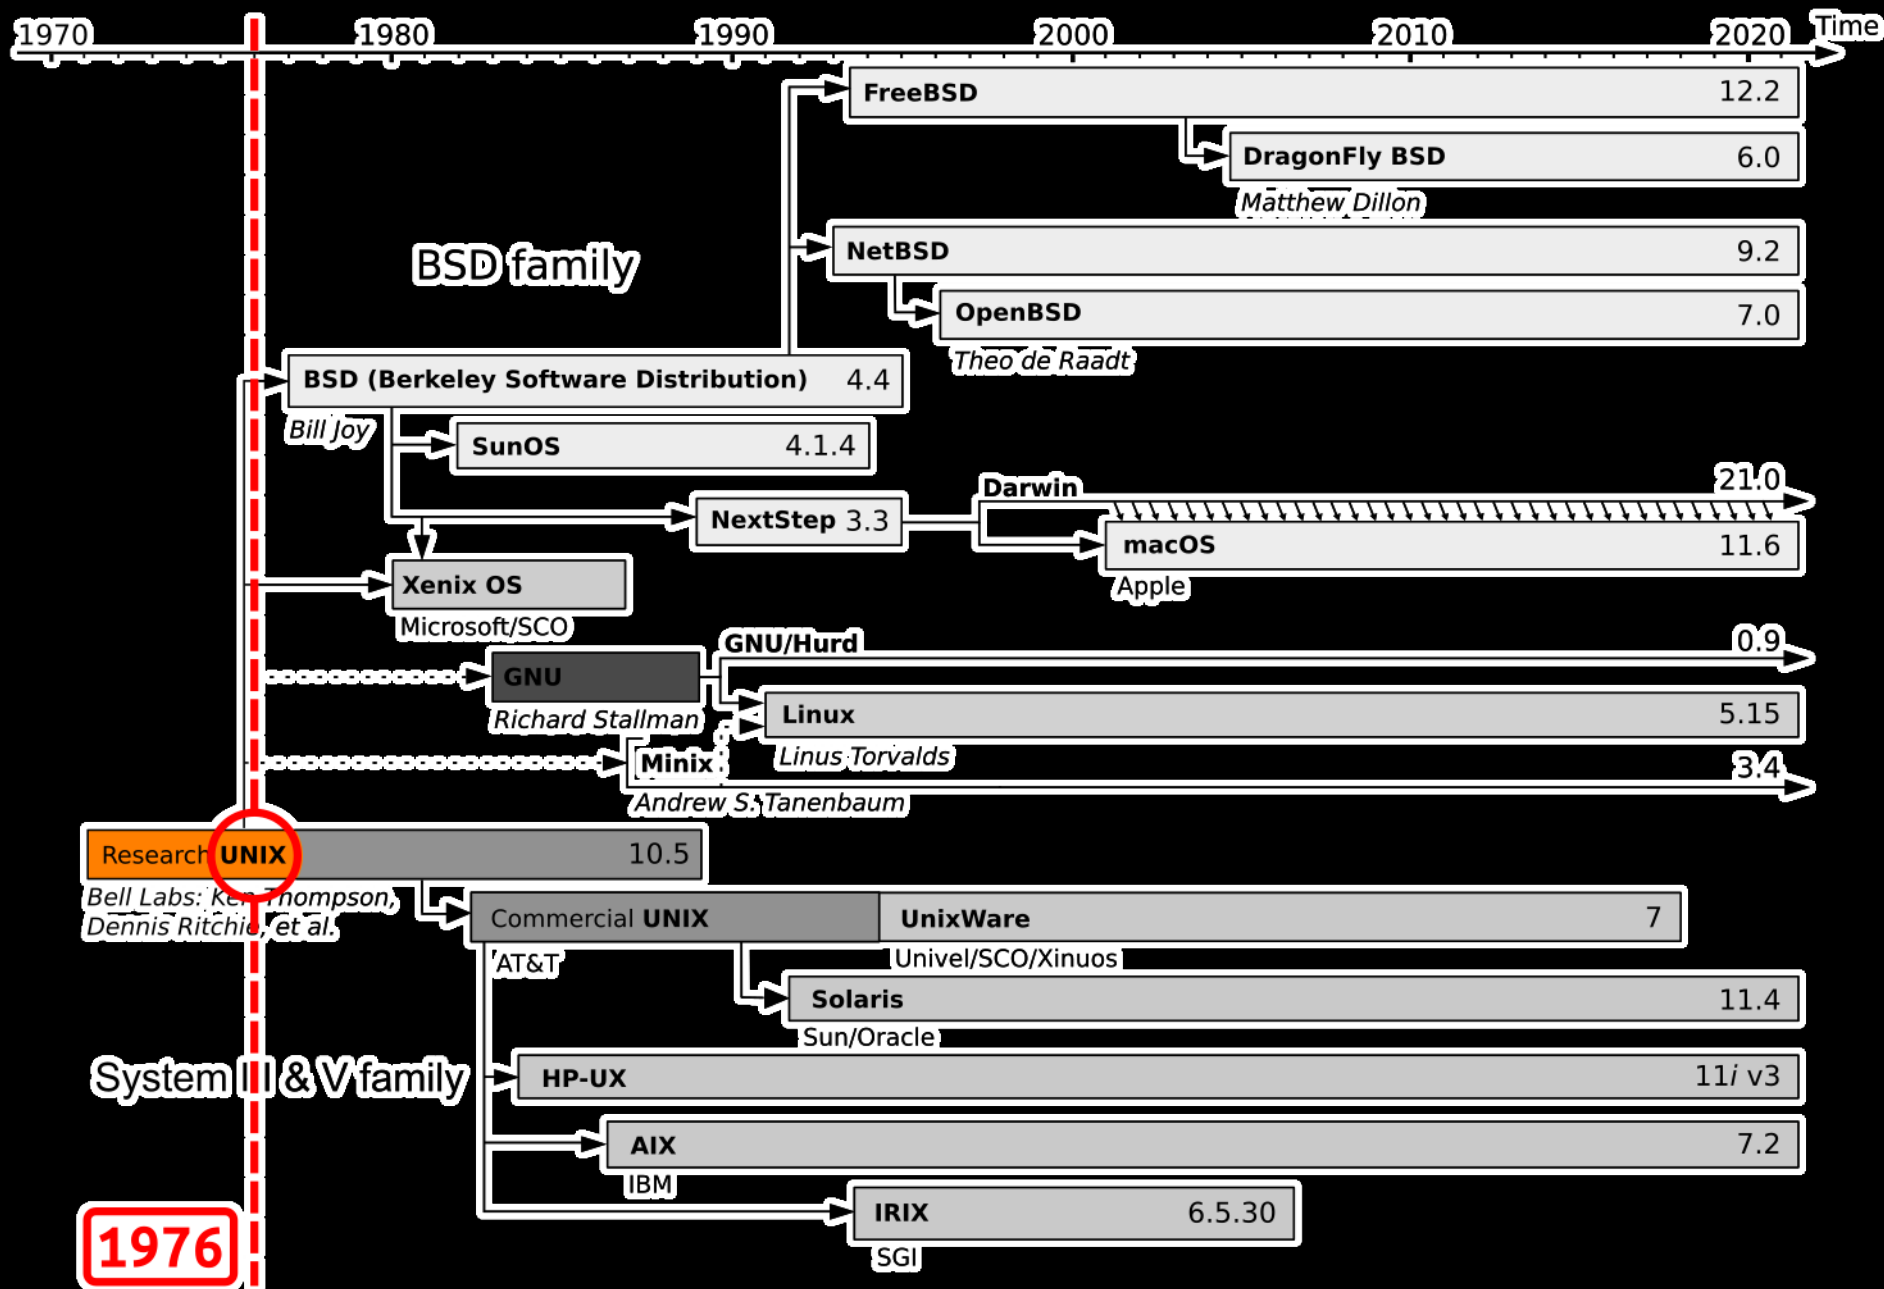 1970 1980 1990 2000 2010 2020 Time
FreeBSD 12.2
DragonFly BSD 6.0
Matthew Dillon
BSD family
NetBSD 9.2
OpenBSD 7.0
Theo de Raadt
BSD (Berkeley Software Distribution) 4.4
Bill Joy
SunOS 4.1.4
Darwin 21.0
NextStep 3.3
macOS 11.6
Apple
Xenix OS
Microsoft/SCO
GNU/Hurd 0.9
GNU
Richard Stallman
Linux 5.15
Linus Torvalds
Minix 3.4
Andrew S. Tanenbaum
Research UNIX 10.5
Bell Labs: Ken Thompson,
Dennis Ritchie, et al.
Commercial UNIX UnixWare 7
AT&T
Univel/SCO/Xinuos
Solaris 11.4
Sun/Oracle
System III & V family
HP-UX 11i v3
AIX 7.2
IBM
IRIX 6.5.30
SGI
1976